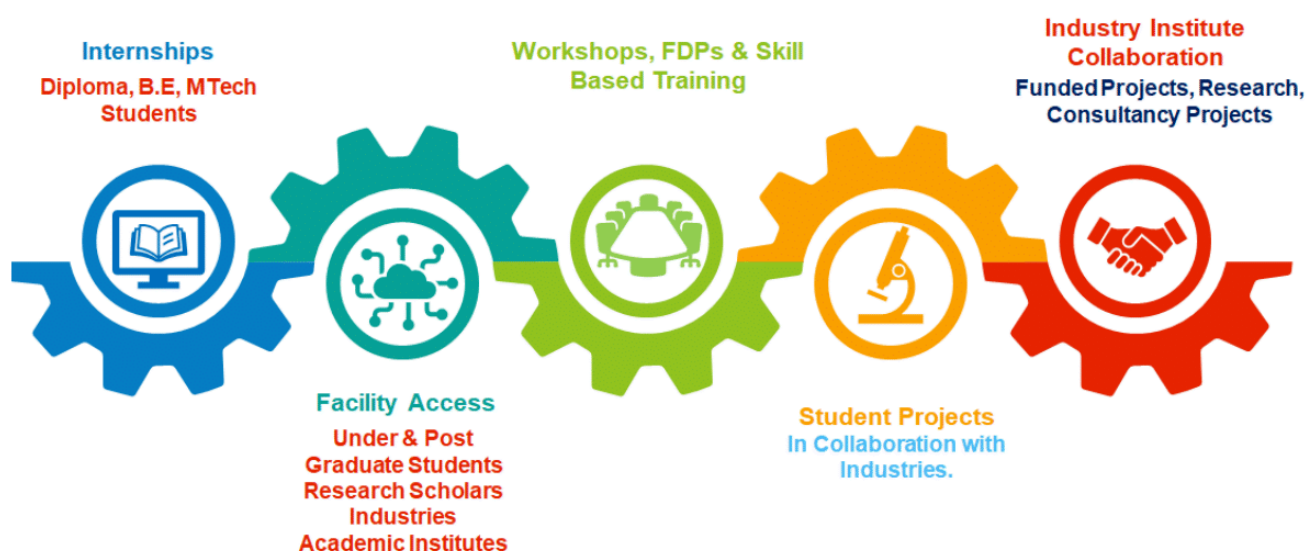 Internships
Diploma, B.E, MTech
Students
Facility Access
Under & Post
Graduate Students
Research Scholars
Industries
Academic Institutes
Workshops, FDPs & Skill
Based Training
Student Projects
In Collaboration with
Industries.
Industry Institute
Collaboration
Funded Projects, Research,
Consultancy Projects